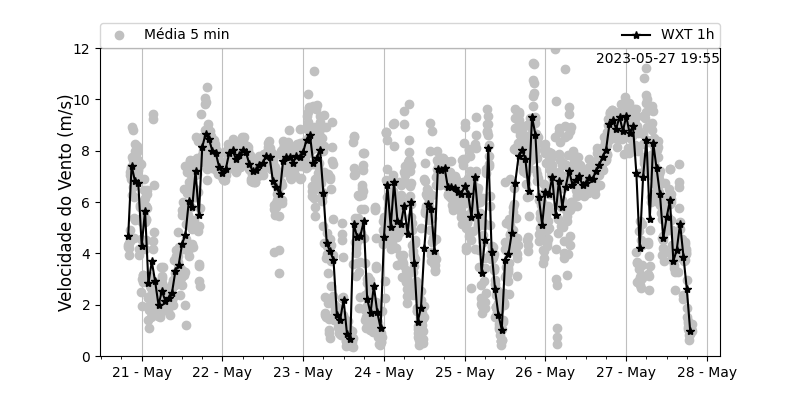 Média 5 min
WXT 1h
2023-05-27 19:55
Velocidade do Vento (m/s)
12
10
8
6
4
2
0
21 - May
22 - May
23 - May
24 - May
25 - May
26 - May
27 - May
28 - May